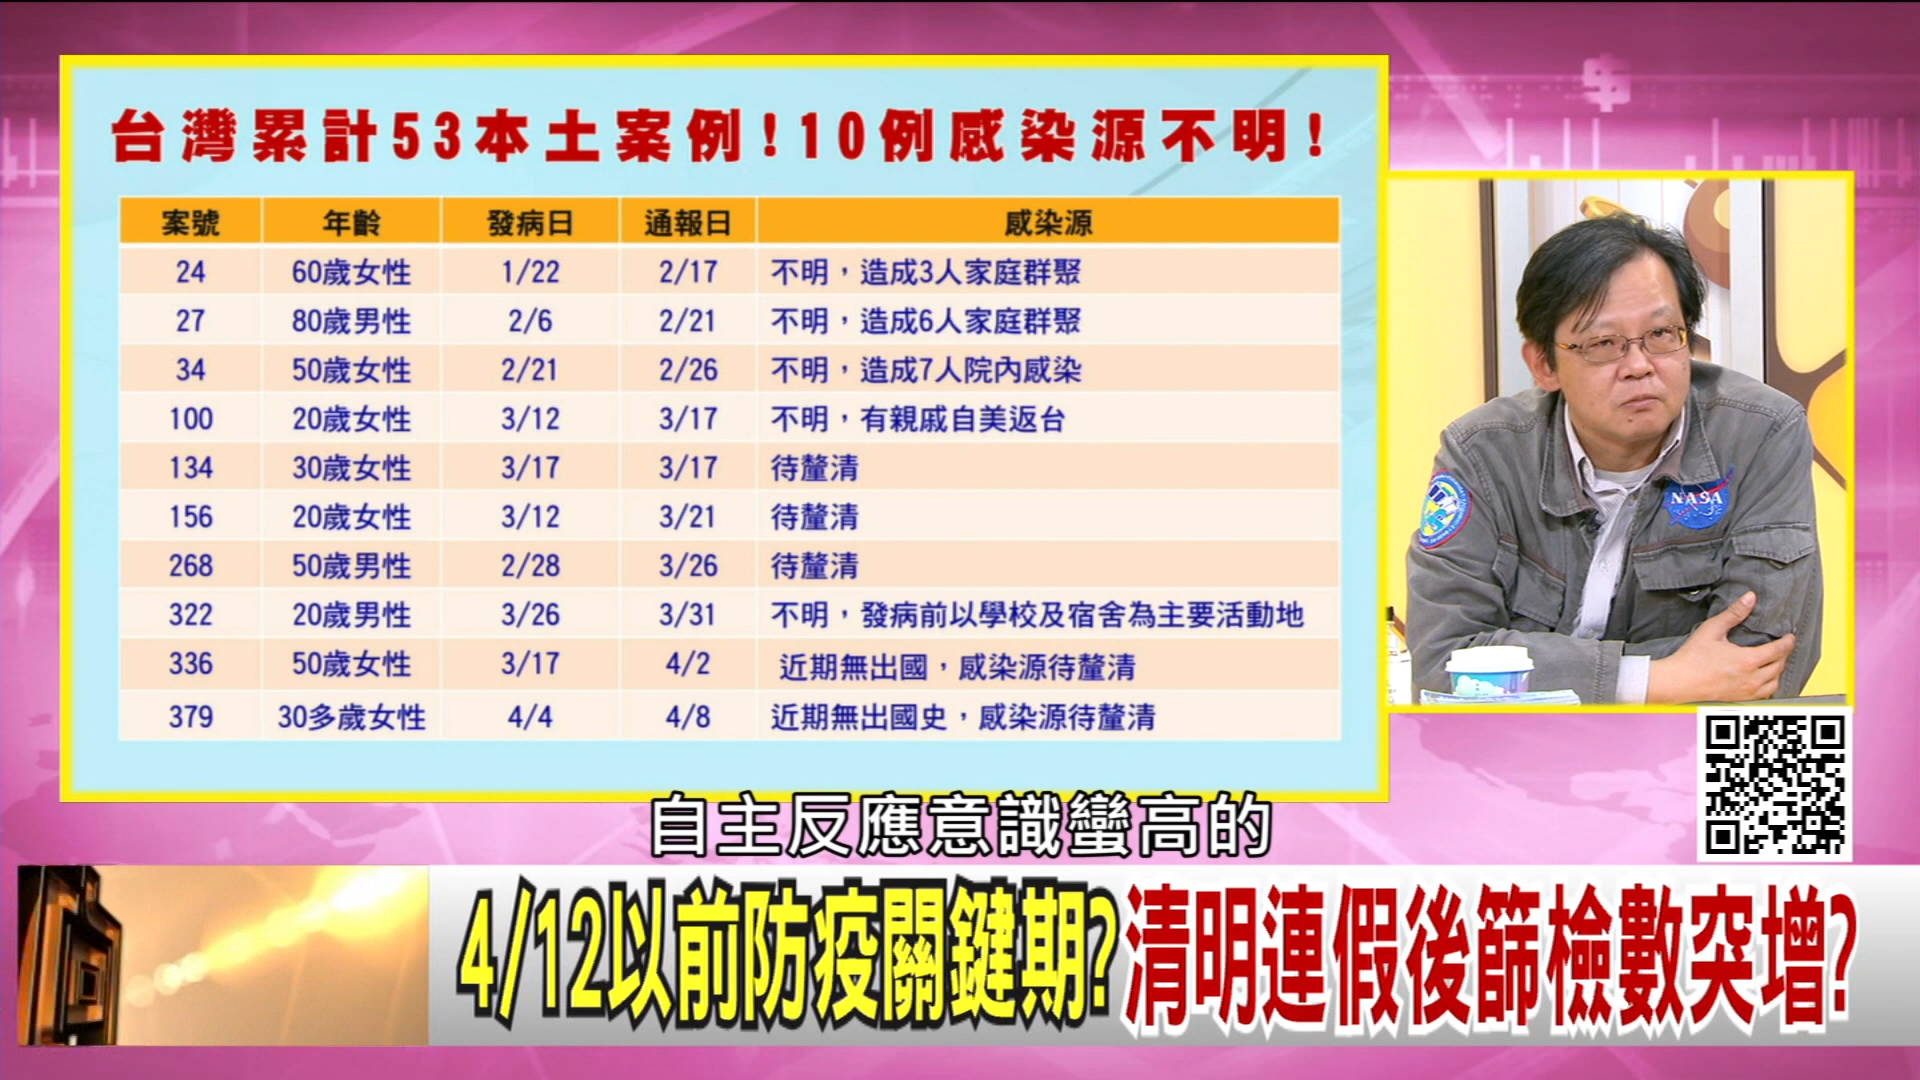 台灣累計53本土案例!10例感染源不明!
案號 年齡 發病日 通報日 感染源
24 60歲女性 1/22 2/17 不明，造成3人家庭群聚
27 80歲男性 2/6 2/21 不明，造成6人家庭群聚
34 50歲女性 2/21 2/26 不明，造成7人院內感染
100 20歲女性 3/12 3/17 不明，有親戚自美返台
134 30歲女性 3/17 3/17 待釐清
156 20歲女性 3/12 3/21 待釐清
268 50歲男性 2/28 3/26 待釐清
322 20歲男性 3/26 3/31 不明，發病前以學校及宿舍為主要活動地
336 50歲女性 3/17 4/2 近期無出國，感染源待釐清
379 30多歲女性 4/4 4/8 近期無出國史，感染源待釐清
NASA
自主反應意識蠻高的
4/12以前防疫關鍵期?清明連假後篩檢數突增?